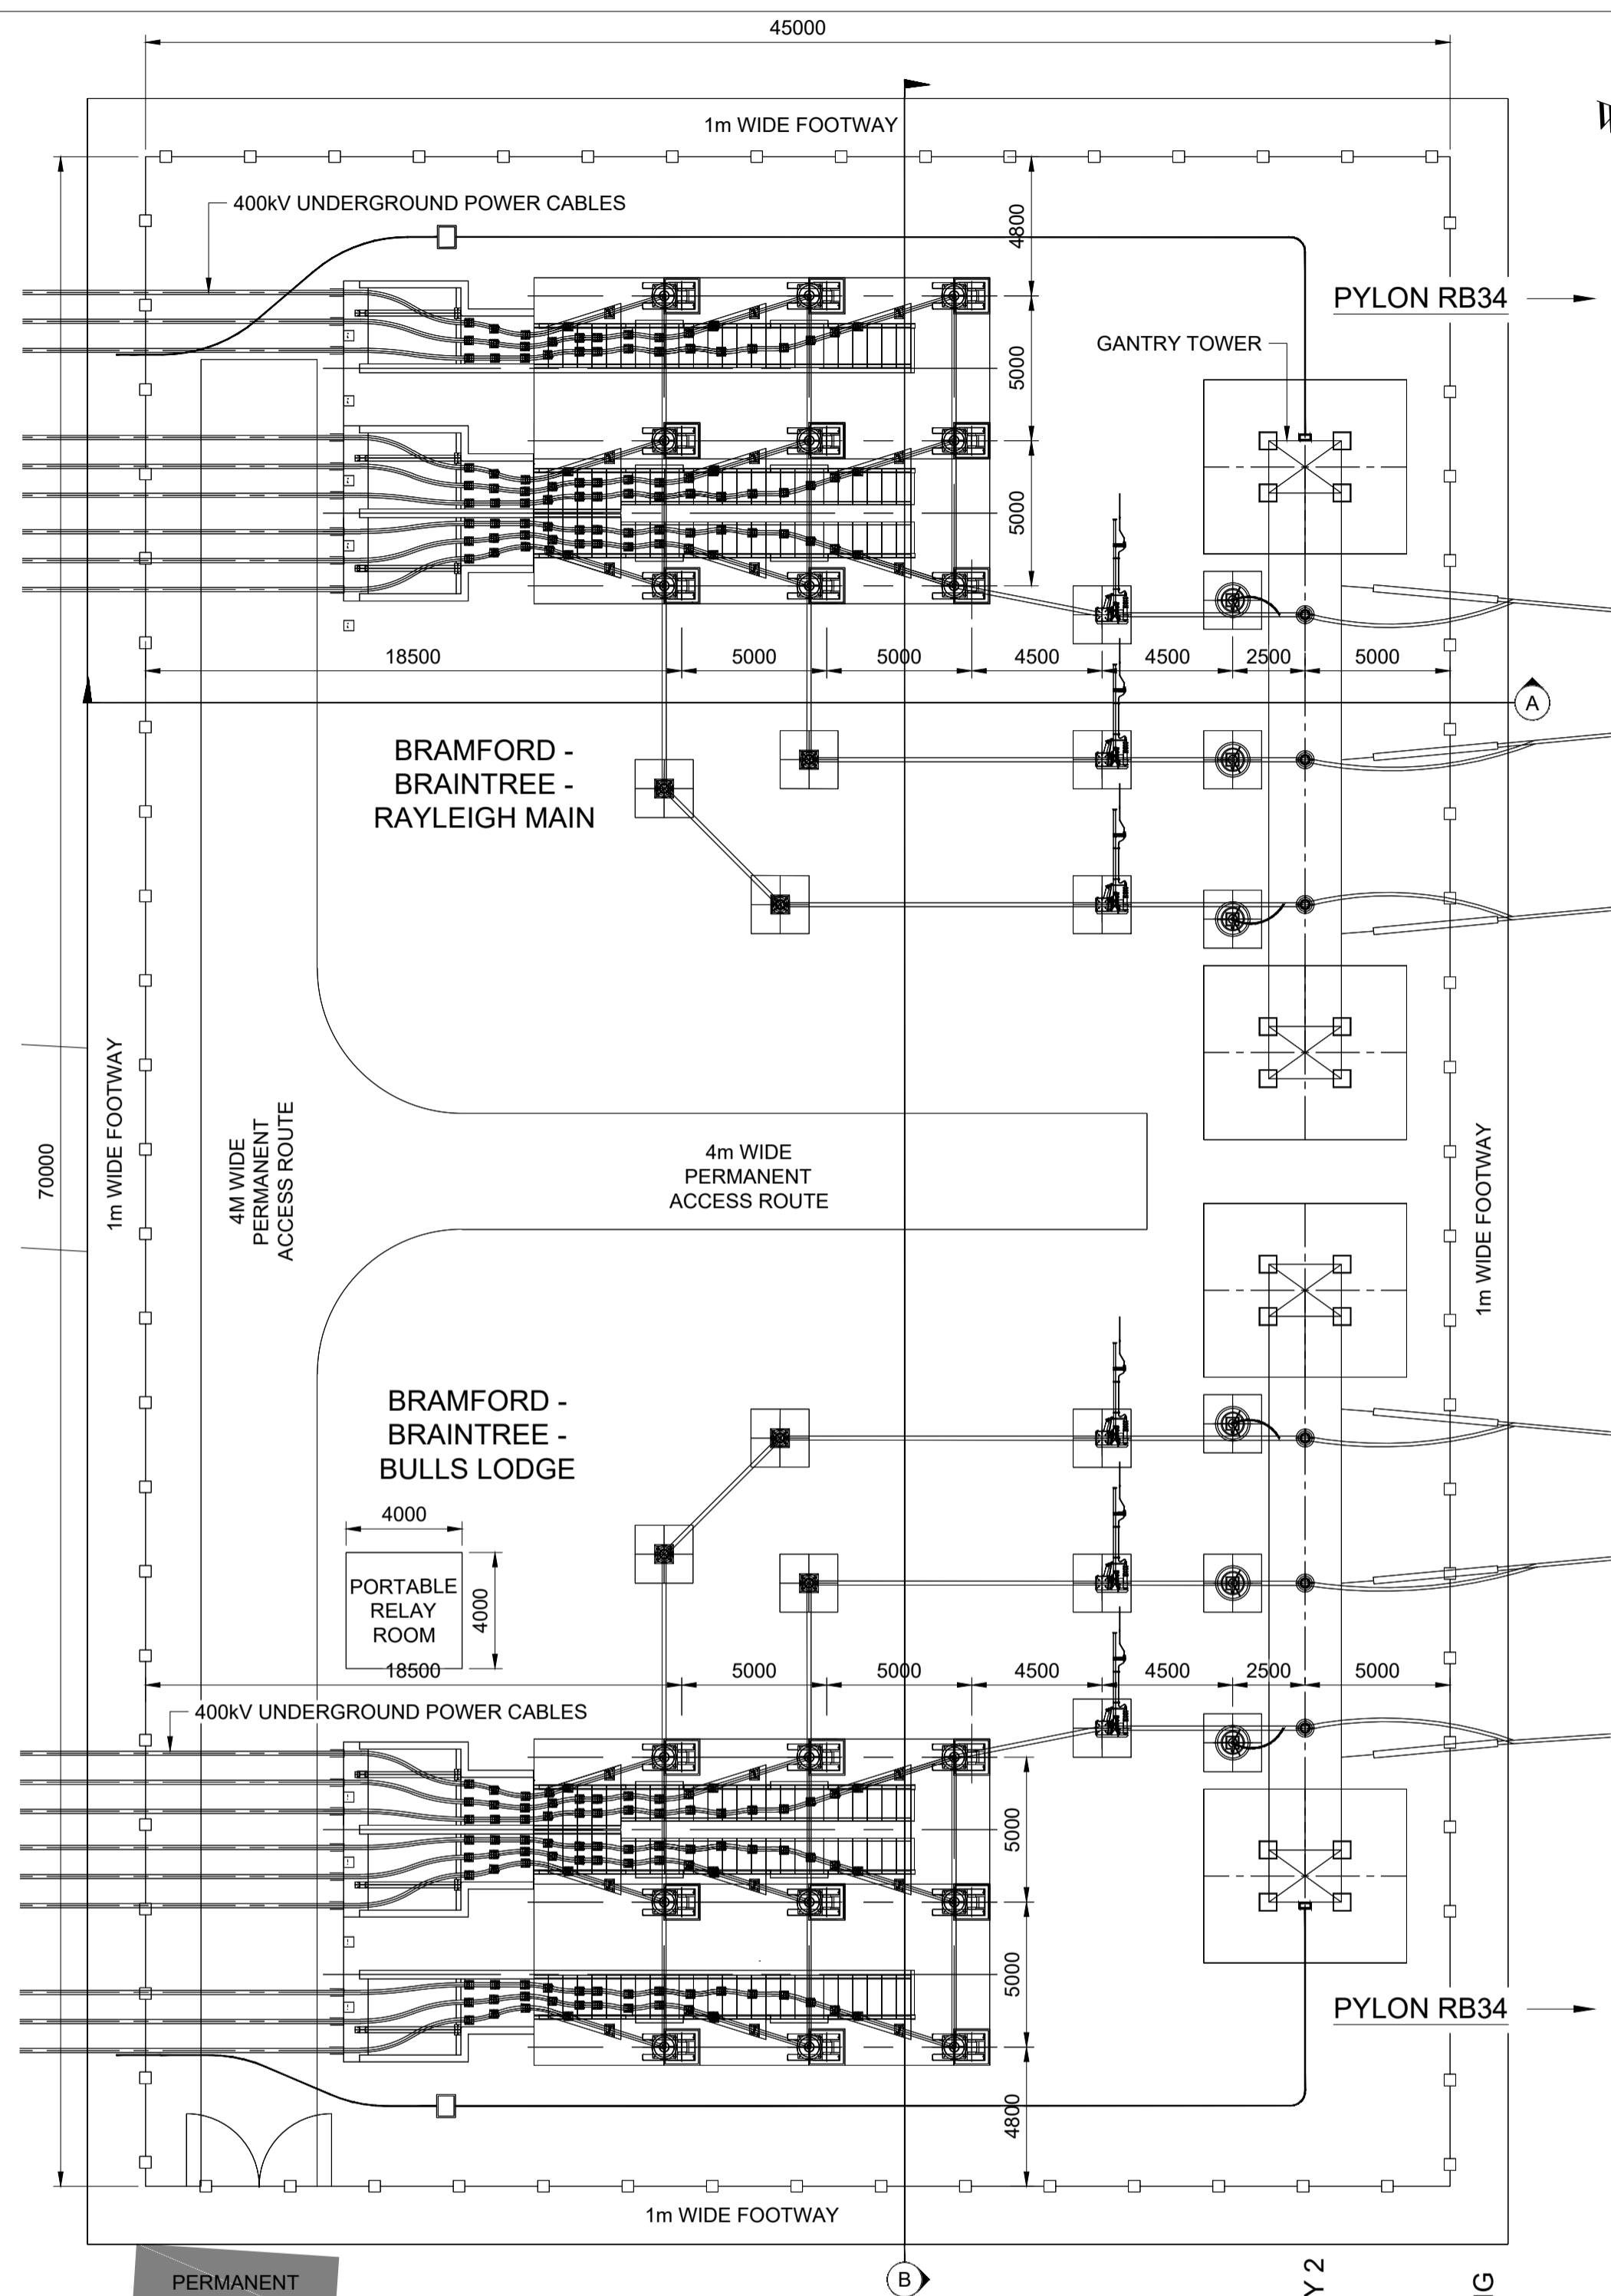 45000
1m WIDE FOOTWAY
400kV UNDERGROUND POWER CABLES
4800
PYLON RB34
GANTRY TOWER
5000
5000
18500
5000
5000
4500
4500
2500
5000
A
BRAMFORD -
BRAINTREE -
RAYLEIGH MAIN
70000
1m WIDE FOOTWAY
4M WIDE
PERMANENT
ACCESS ROUTE
4m WIDE
PERMANENT
ACCESS ROUTE
1m WIDE FOOTWAY
BRAMFORD -
BRAINTREE -
BULLS LODGE
4000
PORTABLE
RELAY
ROOM
4000
18500
5000
5000
4500
4500
2500
5000
400kV UNDERGROUND POWER CABLES
5000
5000
PYLON RB34
4800
1m WIDE FOOTWAY
PERMANENT
B
Y 2
G